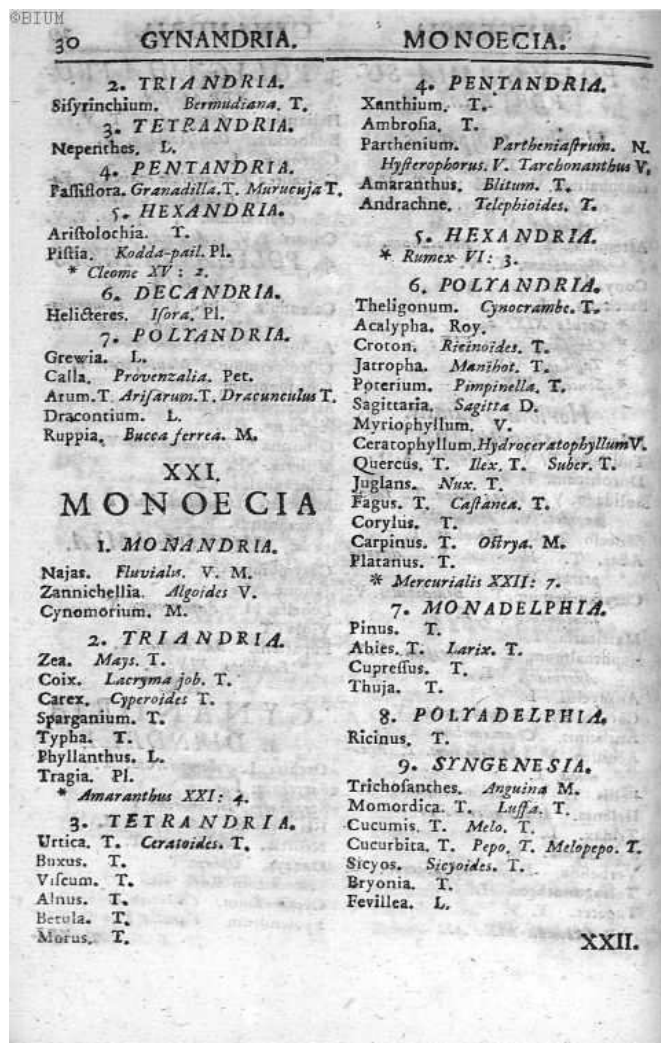 ©BIUM
30 GYNANDRIA. MONOECIA.
2. TRIANDRIA.
Siſyrinchium. Bermudiana. T.
3. TETRANDRIA.
Nepenthes. L.
4. PENTANDRIA.
Paſſiflora. Granadilla. T. Murucuja T.
5. HEXANDRIA.
Ariſtolochia. T.
Piſtia. Kodda-pail. Pl.
* Cleome XV: 2.
6. DECANDRIA.
Helicteres. Iſora. Pl.
7. POLYANDRIA.
Grewia. L.
Calla. Provenzalia. Pet.
Arum. T. Ariſarum. T. Dracunculus T.
Dracontium. L.
Ruppia. Bucca ferrea. M.
XXI.
MONOECIA
1. MONANDRIA.
Najas. Fluvialis. V. M.
Zannichellia. Algoides V.
Cynomorium. M.
2. TRIANDRIA.
Zea. Mays. T.
Coix. Lacryma job. T.
Carex. Cyperoides T.
Sparganium. T.
Typha. T.
Phyllanthus. L.
Tragia. Pl.
* Amaranthus XXI: 4.
3. TETRANDRIA.
Urtica. T. Ceratoides. T.
Buxus. T.
Viſcum. T.
Alnus. T.
Betula. T.
Morus. T.
4. PENTANDRIA.
Xanthium. T.
Ambroſia. T.
Parthenium. Partheniaſtrum. N.
Hyſterophorus. V. Tarchonanthus V.
Amaranthus. Blitum. T.
Andrachne. Telephioides. T.
5. HEXANDRIA.
* Rumex VI: 3.
6. POLYANDRIA.
Theligonum. Cynocrambe. T.
Acalypha. Roy.
Croton. Ricinoïdes. T.
Jatropha. Manihot. T.
Poterium. Pimpinella. T.
Sagittaria. Sagitta D.
Myriophyllum. V.
Ceratophyllum. Hydroceratophyllum V.
Quercus. T. Ilex. T. Suber. T.
Juglans. Nux. T.
Fagus. T. Caſtanea. T.
Corylus. T.
Carpinus. T. Oſtrya. M.
Platanus. T.
* Mercurialis XXII: 7.
7. MONADELPHIA.
Pinus. T.
Abies. T. Larix. T.
Cupreſſus. T.
Thuja. T.
8. POLYADELPHIA.
Ricinus. T.
9. SYNGENESIA.
Trichoſanthes. Anguina M.
Momordica. T. Luffa. T.
Cucumis. T. Melo. T.
Cucurbita. T. Pepo. T. Melopepo. T.
Sicyos. Sicyoides. T.
Bryonia. T.
Fevillea. L.
XXII.